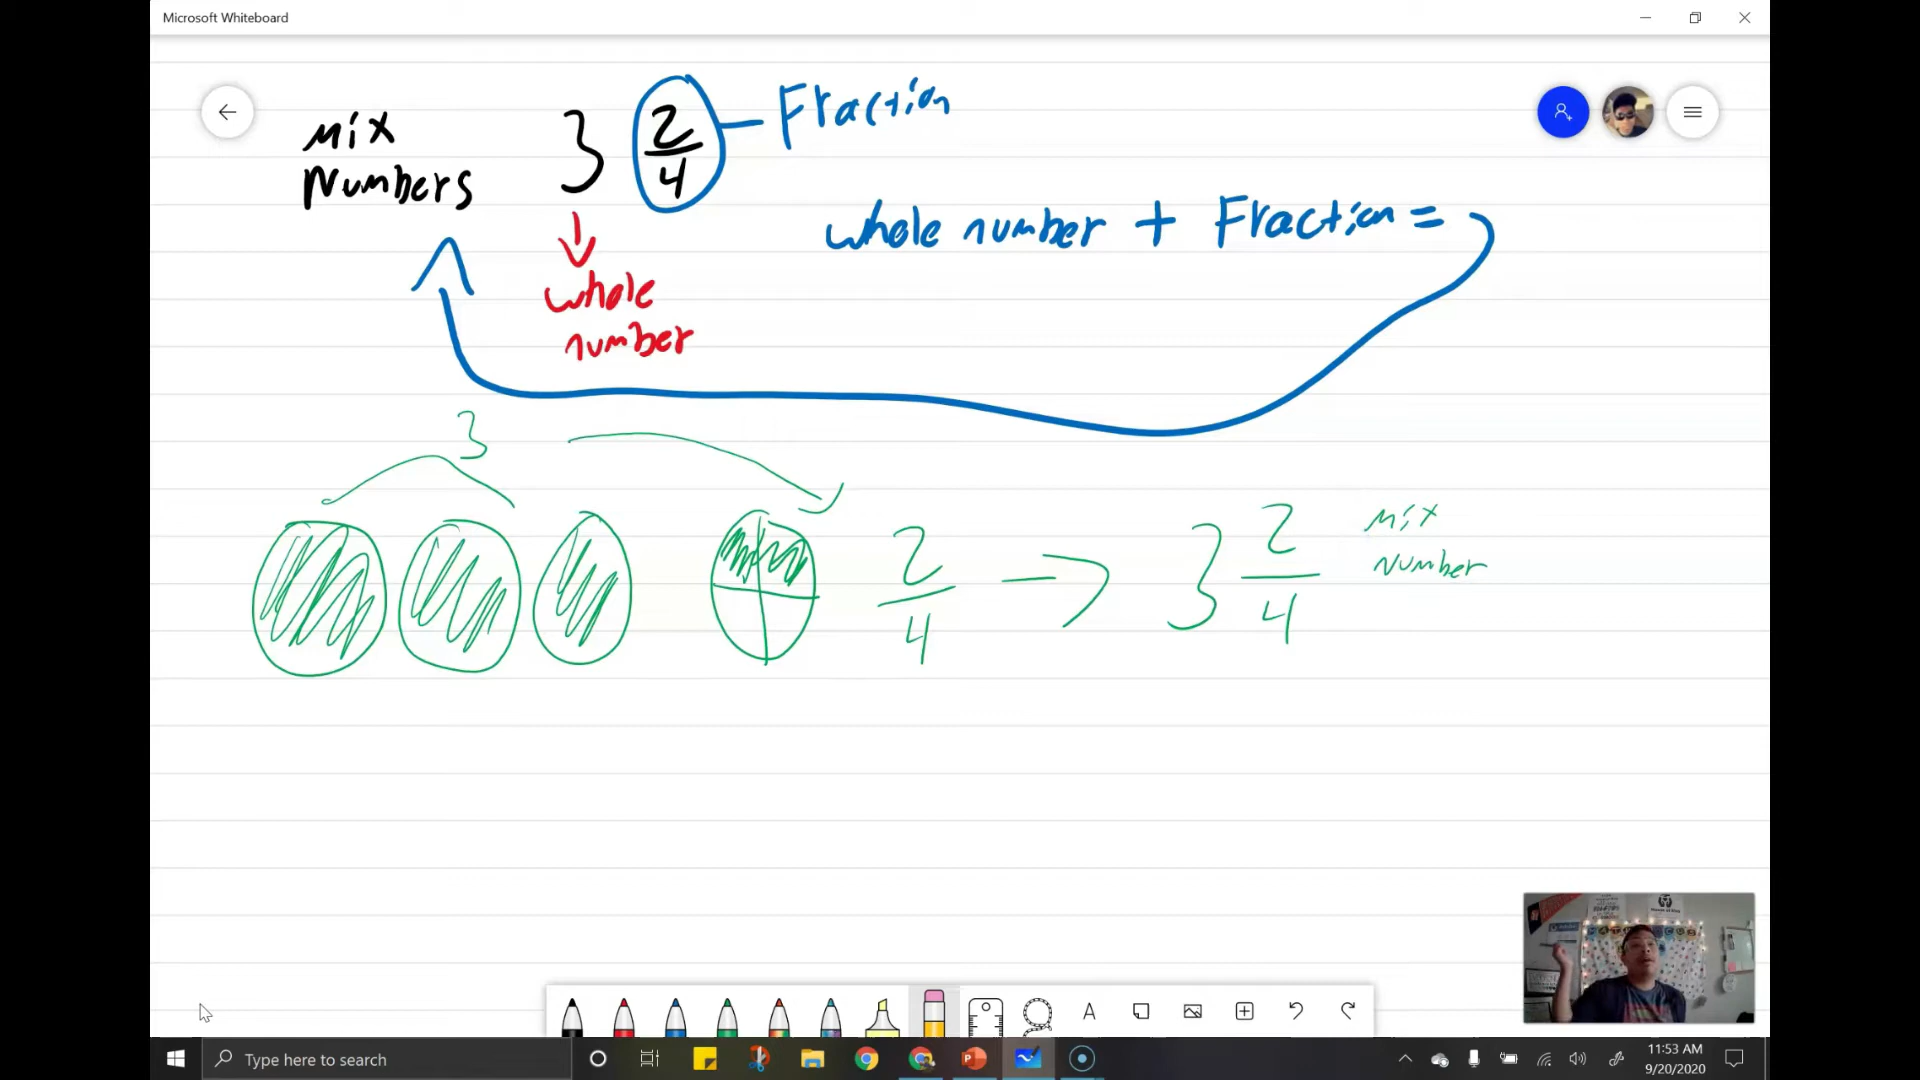 Microsoft Whiteboard
Mix
Numbers
3 2/4
Fraction
whole number + Fraction =
whole
number
3
2/4
3 2/4
Mix
Number
Type here to search
11:53 AM
9/20/2020